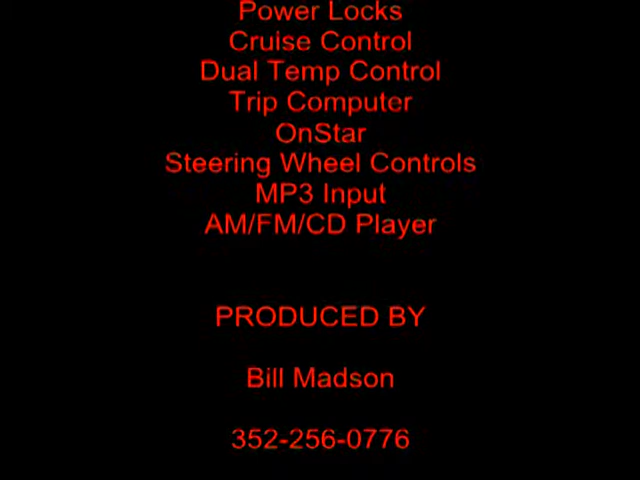 Power Locks
Cruise Control
Dual Temp Control
Trip Computer
OnStar
Steering Wheel Controls
MP3 Input
AM/FM/CD Player
PRODUCED BY
Bill Madson
352-256-0776